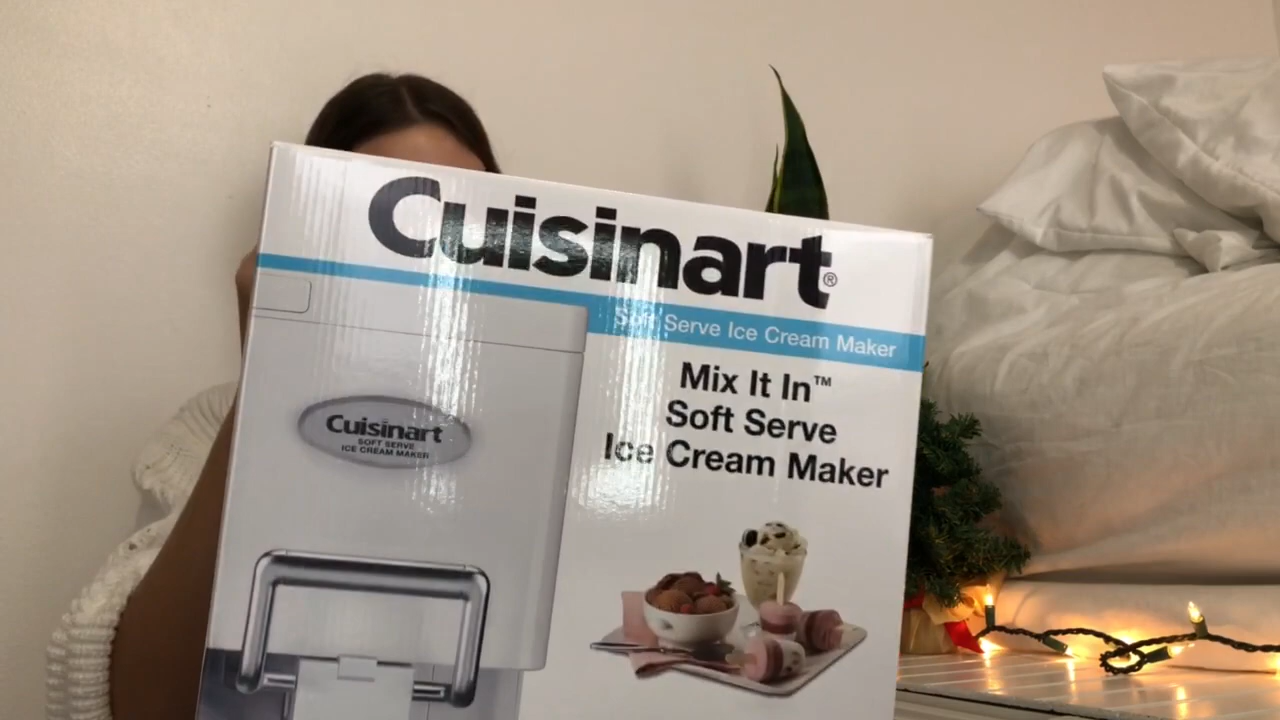 Cuisinart®
Soft Serve Ice Cream Maker
Mix It In™
Soft Serve
Ice Cream Maker
Cuisinart
SOFT SERVE
ICE CREAM MAKER